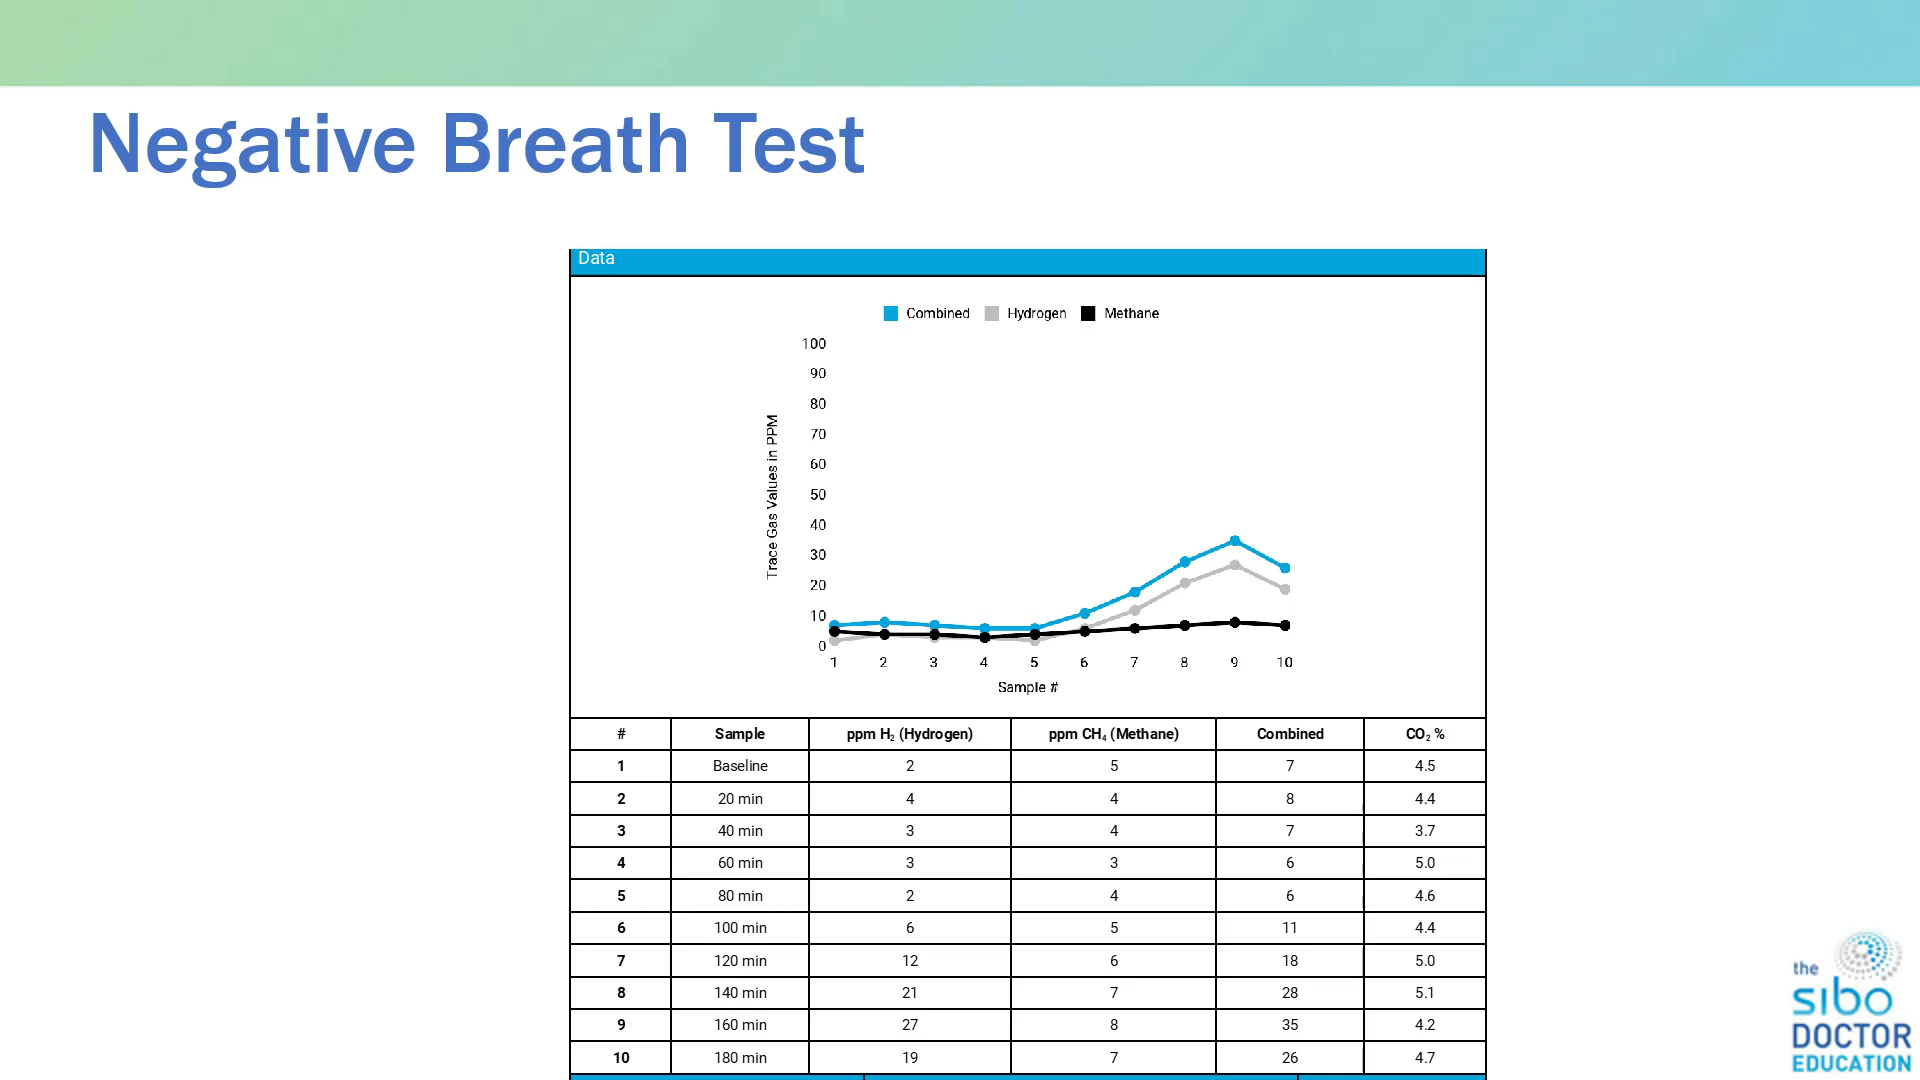 Negative Breath Test
Data
Combined Hydrogen Methane
100
90
80
70
60
50
40
30
20
10
0
Trace Gas Values in PPM
1 2 3 4 5 6 7 8 9 10
Sample #
# Sample ppm H₂ (Hydrogen) ppm CH₄ (Methane) Combined CO₂ %
1 Baseline 2 5 7 4.5
2 20 min 4 4 8 4.4
3 40 min 3 4 7 3.7
4 60 min 3 3 6 5.0
5 80 min 2 4 6 4.6
6 100 min 6 5 11 4.4
7 120 min 12 6 18 5.0
8 140 min 21 7 28 5.1
9 160 min 27 8 35 4.2
10 180 min 19 7 26 4.7
the
sibo
DOCTOR
EDUCATION